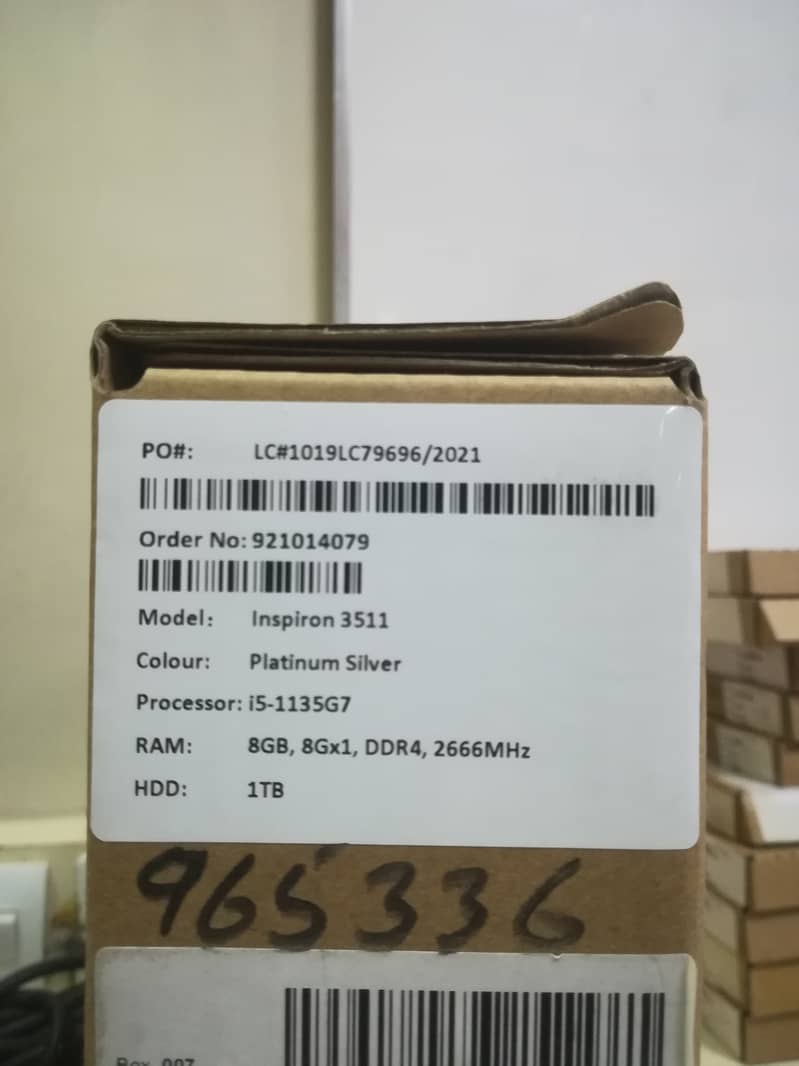 PO#: LC#1019LC79696/2021
Order No: 921014079
Model: Inspiron 3511
Colour: Platinum Silver
Processor: i5-1135G7
RAM: 8GB, 8Gx1, DDR4, 2666MHz
HDD: 1TB
965336
Box